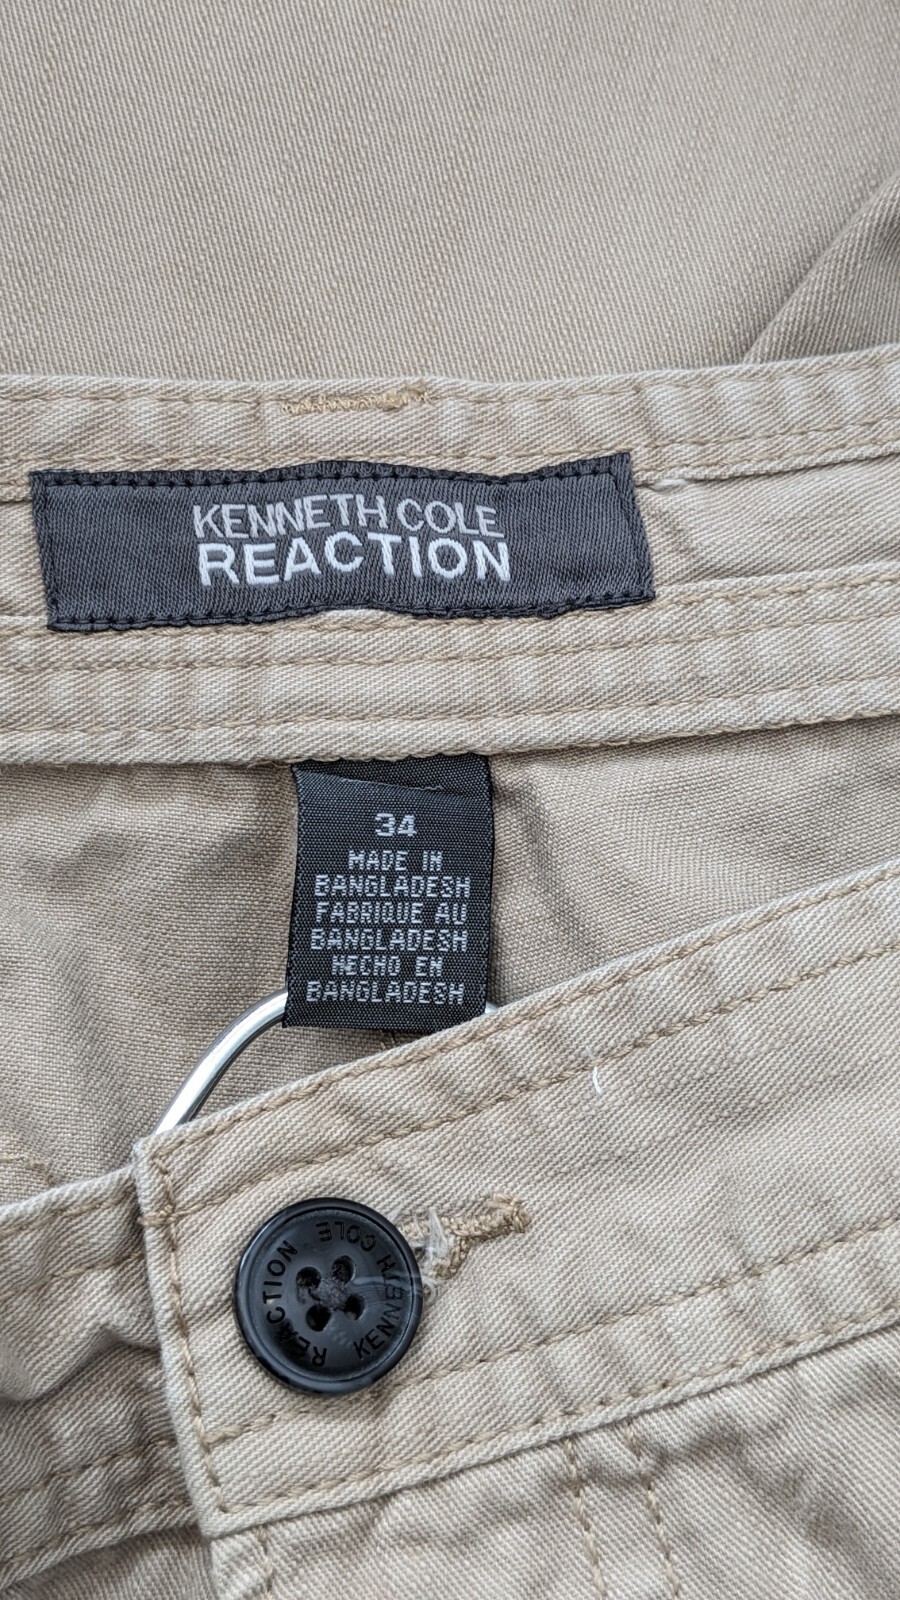 KENNETH COLE
REACTION
34
MADE IN
BANGLADESH
FABRIQUE AU
BANGLADESH
HECHO EN
BANGLADESH
KENNETH COLE
REACTION